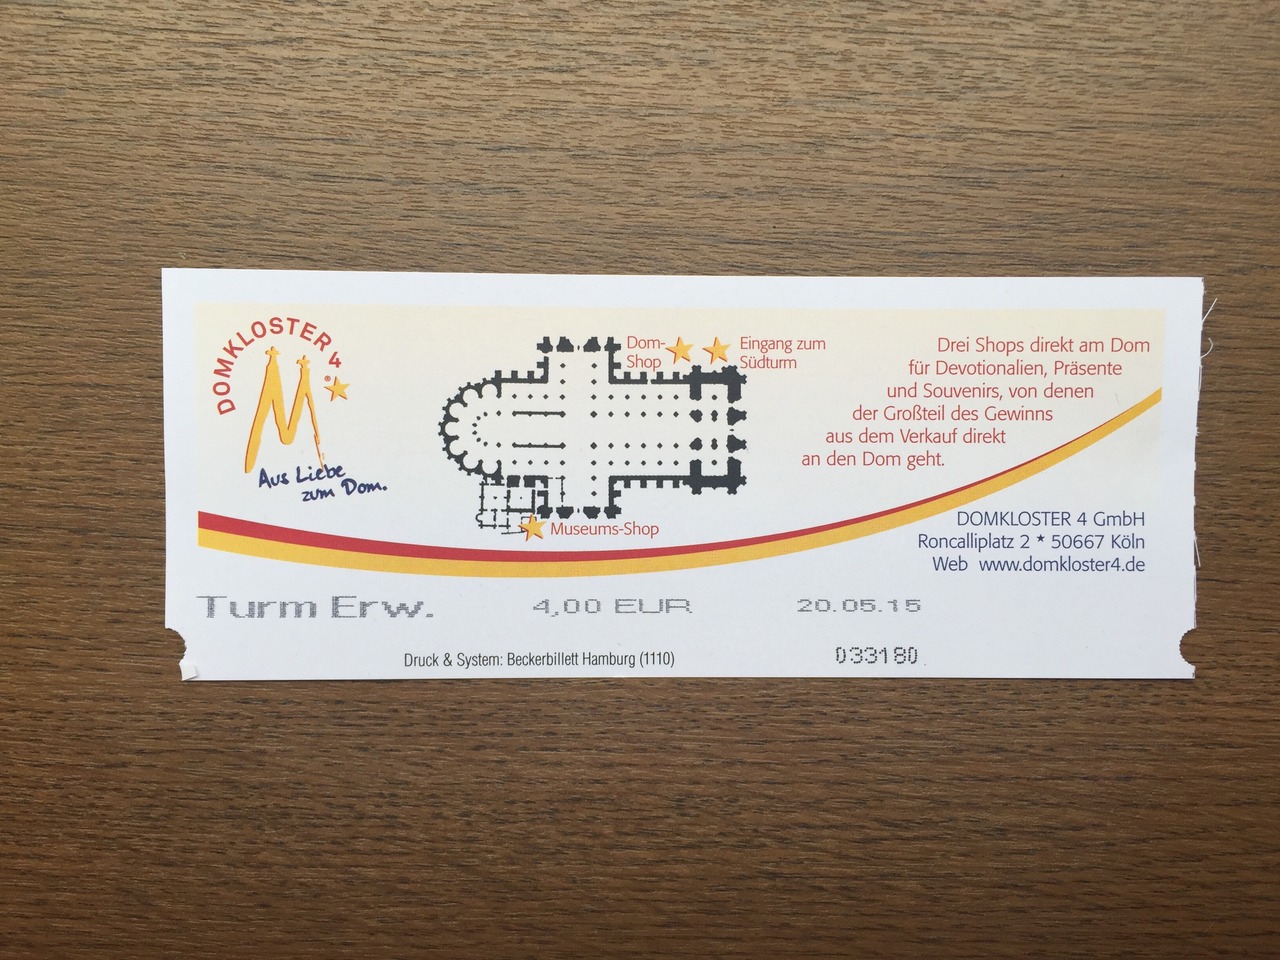 DOMKLOSTER 4
®
Aus Liebe
zum Dom.
Dom-
Shop
Eingang zum
Südturm
Museums-Shop
Drei Shops direkt am Dom
für Devotionalien, Präsente
und Souvenirs, von denen
der Großteil des Gewinns
aus dem Verkauf direkt
an den Dom geht.
DOMKLOSTER 4 GmbH
Roncalliplatz 2 * 50667 Köln
Web www.domkloster4.de
Turm Erw. 4,00 EUR 20.05.15
Druck & System: Beckerbillett Hamburg (1110) 033180